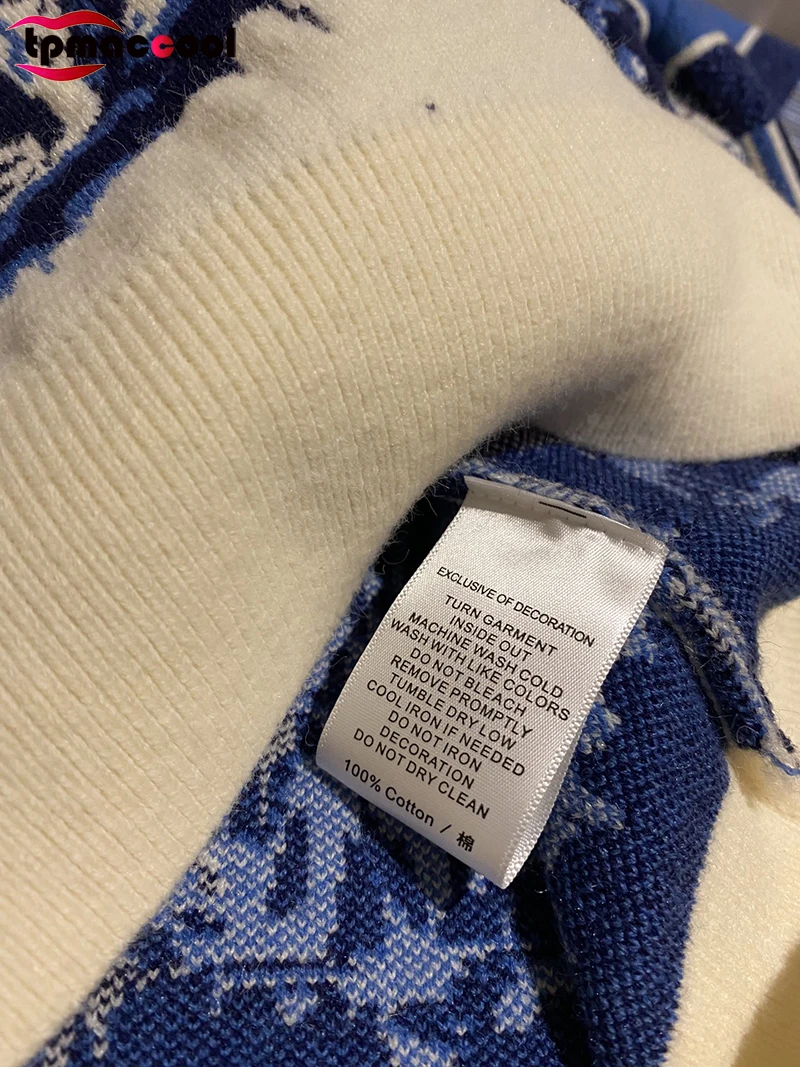 tpmaccool
EXCLUSIVE OF DECORATION
TURN GARMENT
INSIDE OUT
MACHINE WASH COLD
WASH WITH LIKE COLORS
DO NOT BLEACH
REMOVE PROMPTLY
TUMBLE DRY LOW
COOL IRON IF NEEDED
DO NOT IRON
DECORATION
DO NOT DRY CLEAN
100% Cotton / 棉